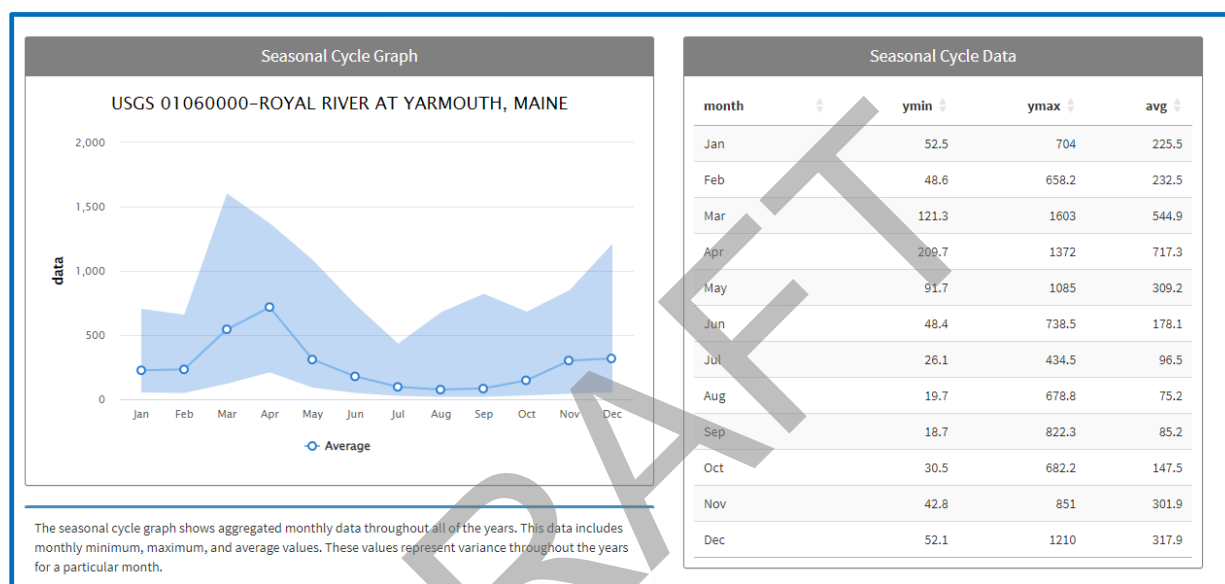 Seasonal Cycle Graph
USGS 01060000-ROYAL RIVER AT YARMOUTH, MAINE
2,000
1,500
1,000
500
0
data
Jan Feb Mar Apr May Jun Jul Aug Sep Oct Nov Dec
Average
The seasonal cycle graph shows aggregated monthly data throughout all of the years. This data includes
monthly minimum, maximum, and average values. These values represent variance throughout the years
for a particular month.
Seasonal Cycle Data
month ymin ymax avg
Jan 52.5 704 225.5
Feb 48.6 658.2 232.5
Mar 121.3 1603 544.9
Apr 209.7 1372 717.3
May 91.7 1085 309.2
Jun 48.4 738.5 178.1
Jul 26.1 434.5 96.5
Aug 19.7 678.8 75.2
Sep 18.7 822.3 85.2
Oct 30.5 682.2 147.5
Nov 42.8 851 301.9
Dec 52.1 1210 317.9
RAFT